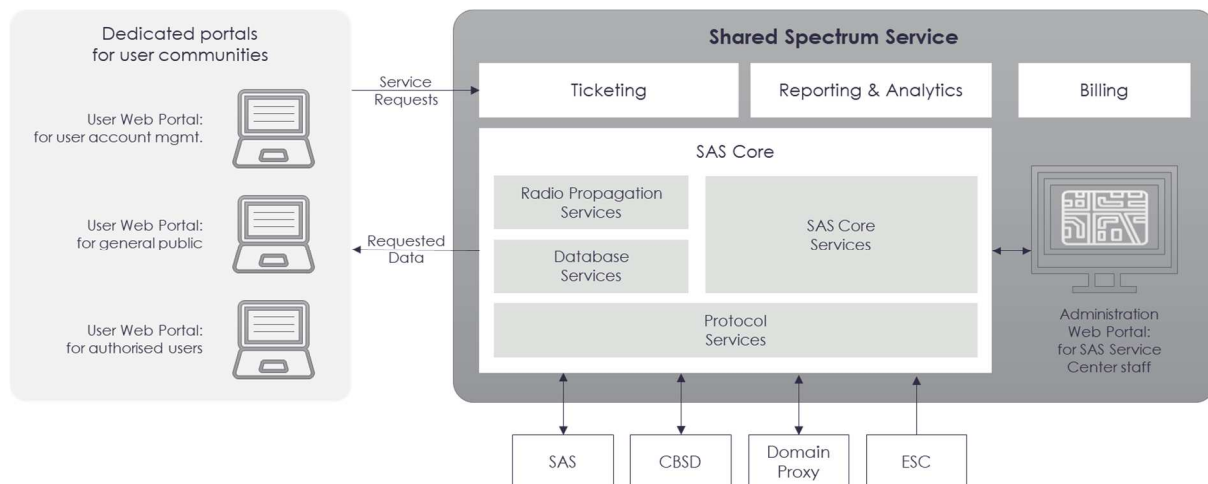 Dedicated portals
for user communities
User Web Portal:
for user account mgmt.
User Web Portal:
for general public
User Web Portal:
for authorised users
Service
Requests
Requested
Data
Shared Spectrum Service
Ticketing
Reporting & Analytics
Billing
SAS Core
Radio Propagation
Services
Database
Services
SAS Core
Services
Protocol
Services
Administration
Web Portal:
for SAS Service
Center staff
SAS
CBSD
Domain
Proxy
ESC